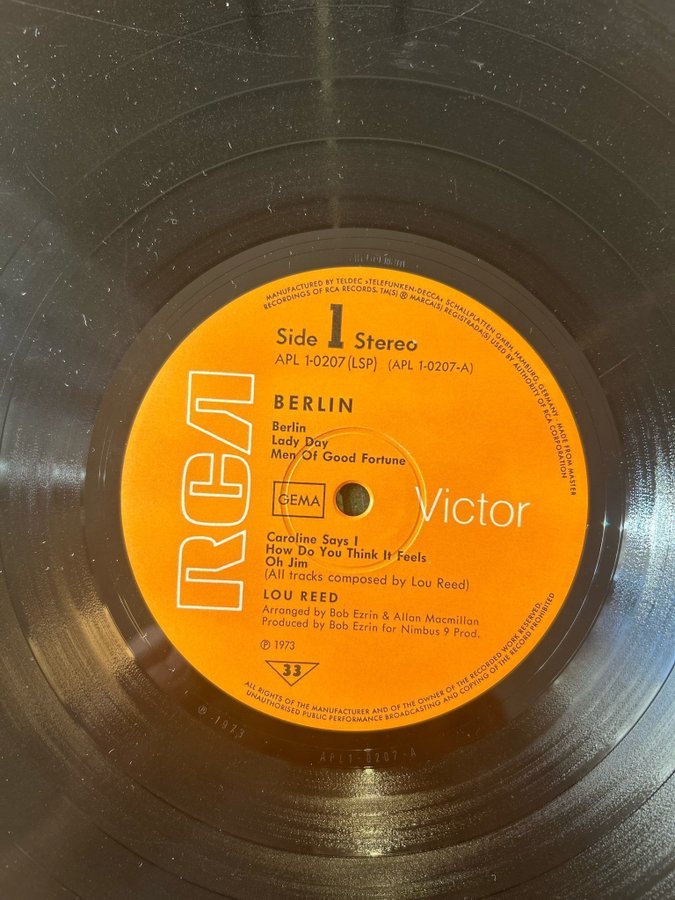 MANUFACTURED BY TELDEC »TELEFUNKEN-DECCA« SCHALLPLATTEN GMBH, HAMBURG, GERMANY · MADE FROM MASTER
RECORDINGS OF RCA RECORDS. TM(S) ® MARCA(S) REGISTRADA(S) USED BY AUTHORITY OF RCA CORPORATION
Side 1 Stereo
APL 1-0207 (LSP) (APL 1-0207-A)
RCA
BERLIN
Berlin
Lady Day
Men Of Good Fortune
GEMA
Victor
Caroline Says I
How Do You Think It Feels
Oh Jim
(All tracks composed by Lou Reed)
LOU REED
Arranged by Bob Ezrin & Allan Macmillan
Produced by Bob Ezrin for Nimbus 9 Prod.
℗ 1973
33
ALL RIGHTS OF THE MANUFACTURER AND OF THE OWNER OF THE RECORDED WORK RESERVED.
UNAUTHORISED PUBLIC PERFORMANCE BROADCASTING AND COPYING OF THE RECORD PROHIBITED
℗ 1973
APL1-0207-A